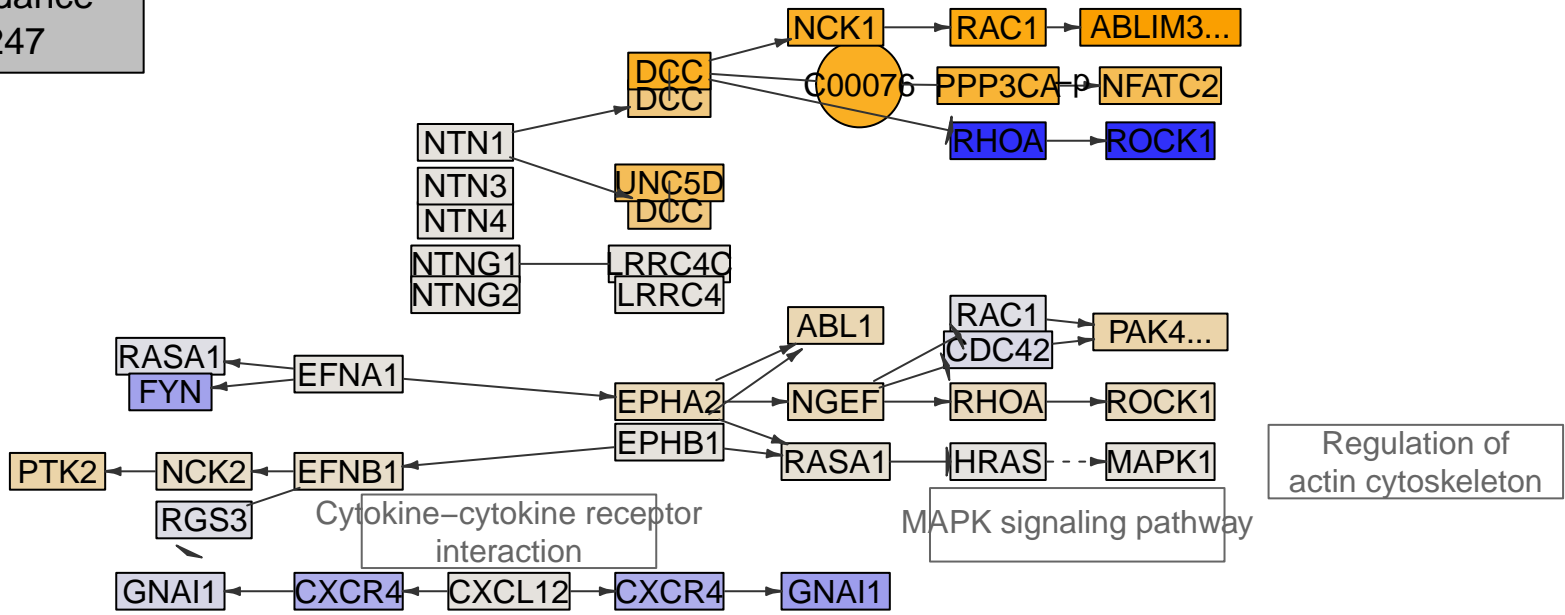 247
NCK1
RAC1
ABLIM3...
DCC
DCC
C00076
PPP3CA
+p
NFATC2
RHOA
ROCK1
NTN1
NTN3
NTN4
UNC5D
DCC
NTNG1
NTNG2
LRRC4C
LRRC4
RASA1
FYN
EFNA1
ABL1
RAC1
CDC42
PAK4...
EPHA2
EPHB1
NGEF
RHOA
ROCK1
RASA1
HRAS
MAPK1
PTK2
NCK2
EFNB1
RGS3
Cytokine−cytokine receptor
interaction
MAPK signaling pathway
Regulation of
actin cytoskeleton
GNAI1
CXCR4
CXCL12
CXCR4
GNAI1